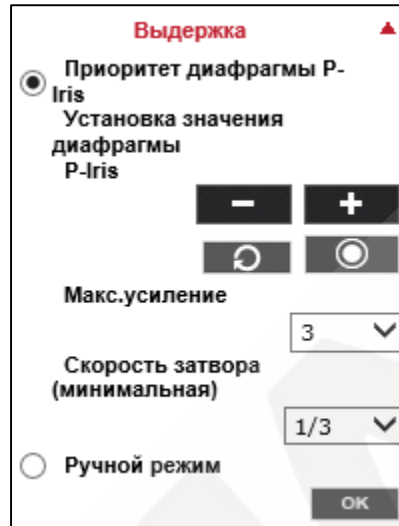 Выдержка
Приоритет диафрагмы P-
Iris
Установка значения
диафрагмы
P-Iris
Макс.усиление
3
Скорость затвора
(минимальная)
1/3
Ручной режим
OK